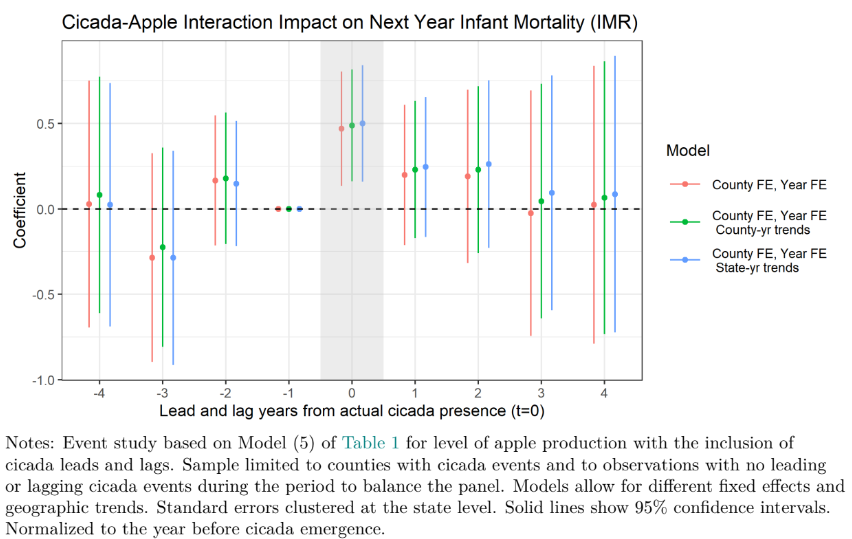 Cicada-Apple Interaction Impact on Next Year Infant Mortality (IMR)
0.5
0.0
-0.5
-1.0
Coefficient
-4 -3 -2 -1 0 1 2 3 4
Lead and lag years from actual cicada presence (t=0)
Model
County FE, Year FE
County FE, Year FE
County-yr trends
County FE, Year FE
State-yr trends
Notes: Event study based on Model (5) of Table 1 for level of apple production with the inclusion of
cicada leads and lags. Sample limited to counties with cicada events and to observations with no leading
or lagging cicada events during the period to balance the panel. Models allow for different fixed effects and
geographic trends. Standard errors clustered at the state level. Solid lines show 95% confidence intervals.
Normalized to the year before cicada emergence.